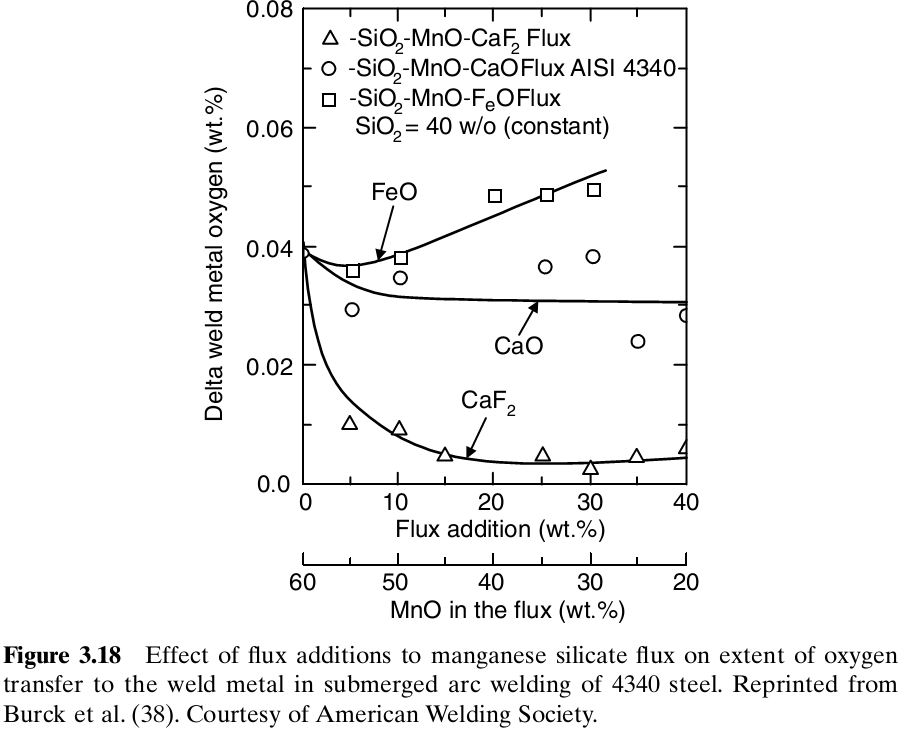 0.08
-SiO2-MnO-CaF2 Flux
-SiO2-MnO-CaOFlux AISI 4340
-SiO2-MnO-FeOFlux
SiO2 = 40 w/o (constant)
0.06
0.04
0.02
0.0
Delta weld metal oxygen (wt.%)
FeO
CaO
CaF2
0 10 20 30 40
Flux addition (wt.%)
60 50 40 30 20
MnO in the flux (wt.%)
Figure 3.18 Effect of flux additions to manganese silicate flux on extent of oxygen
transfer to the weld metal in submerged arc welding of 4340 steel. Reprinted from
Burck et al. (38). Courtesy of American Welding Society.